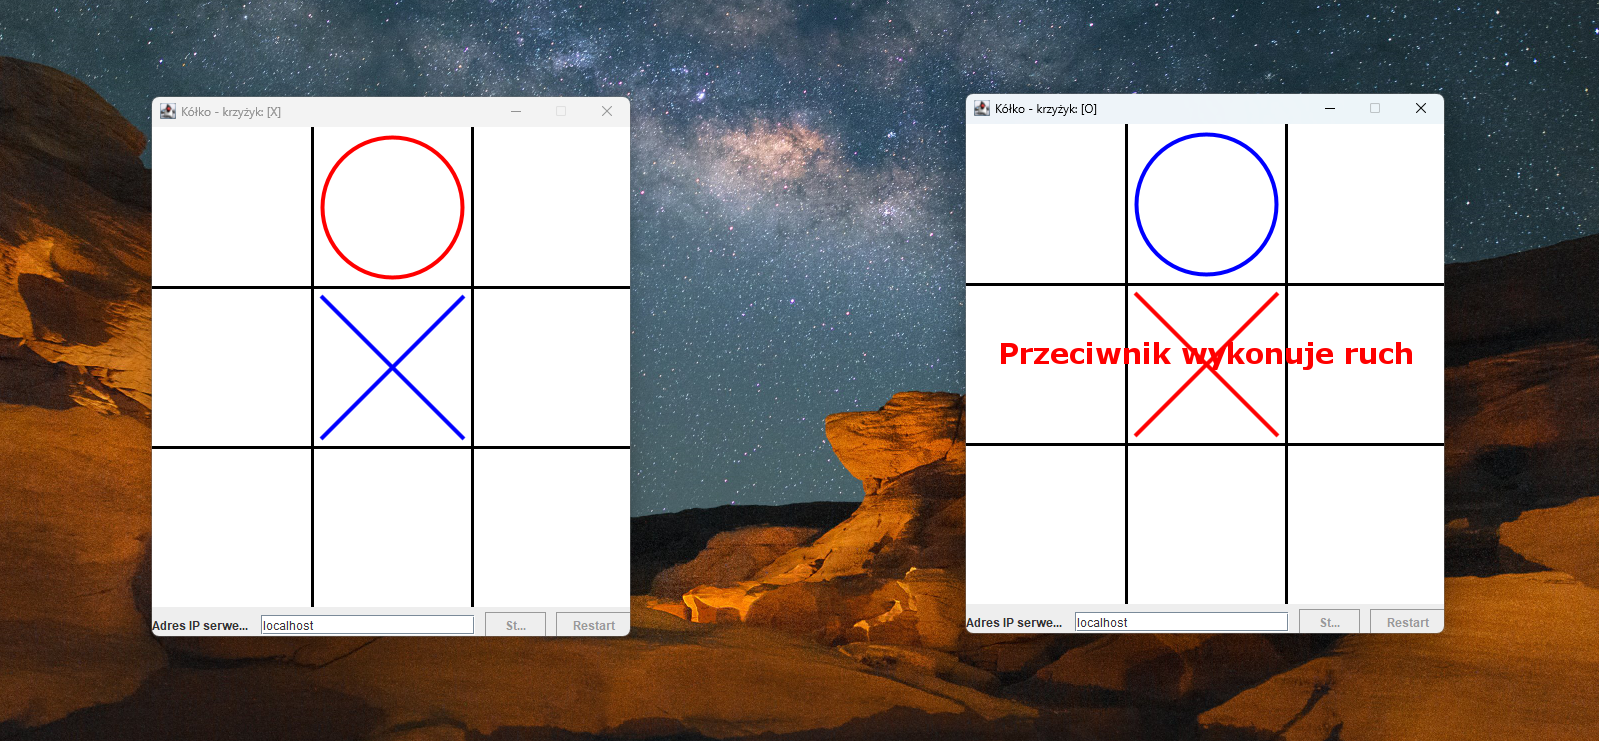 Kółko - krzyżyk: [X]
Adres IP serwe... localhost St... Restart
Kółko - krzyżyk: [O]
Przeciwnik wykonuje ruch
Adres IP serwe... localhost St... Restart